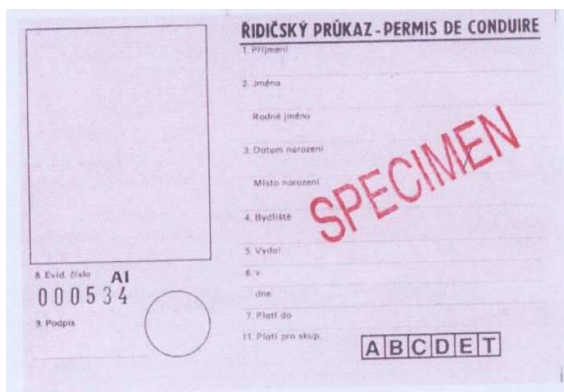 ŘIDIČSKÝ PRŮKAZ - PERMIS DE CONDUIRE
1. Příjmení
2. Jméno
Rodné jméno
3. Datum narození
Místo narození
4. Bydliště
5. Vydal
6. v
dne
7. Platí do
11. Platí pro skup.
A B C D E T
SPECIMEN
8. Evid. číslo AI
000534
9. Podpis